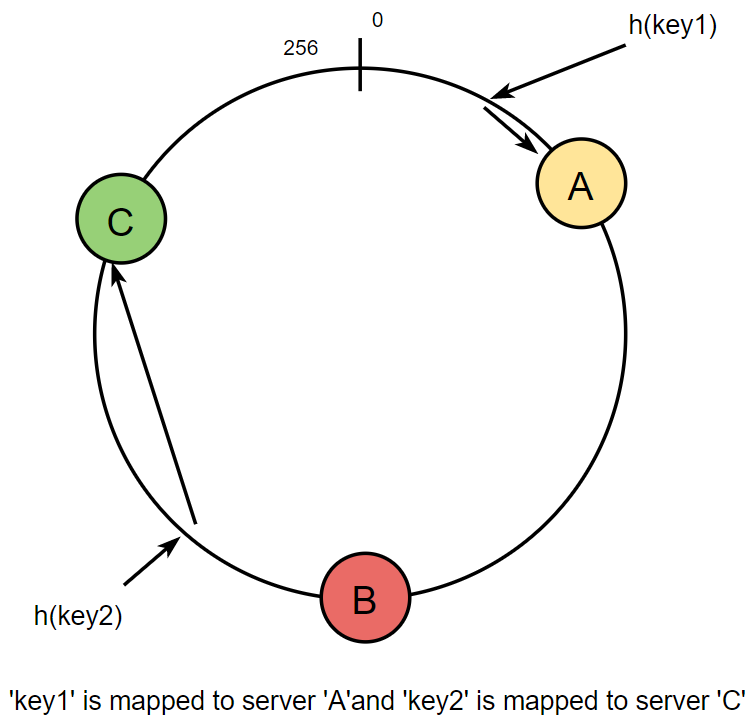 0
256
h(key1)
A
C
h(key2)
B
'key1' is mapped to server 'A'and 'key2' is mapped to server 'C'